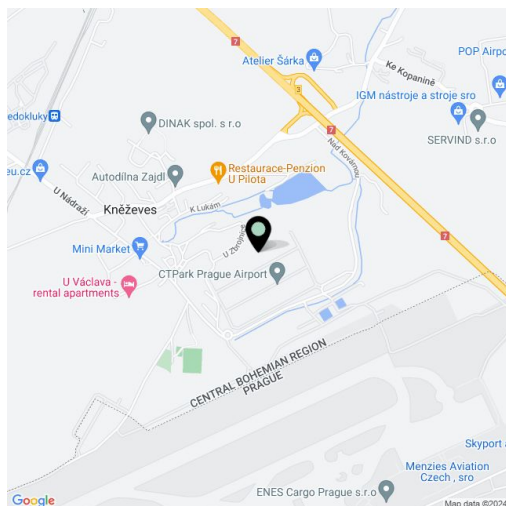 7
POP Airpo
Atelier Šárka
Ke Kopanině
edokluky
3
IGM nástroje a stroje sro
DINAK spol. s r.o
7
SERVIND s.r.o
Nad Kovárnou
Restaurace-Penzion
U Pilota
eu.cz
Autodílna Zajdl
U Nádraží
Kněževes
K Lukám
U Zbrojnice
7
Mini Market
CTPark Prague Airport
U Václava -
rental apartments
CENTRAL BOHEMIAN REGION
PRAGUE
Skyport a
Menzies Aviation
Czech , sro
ENES Cargo Prague s.r.o
Google
Map data ©2024